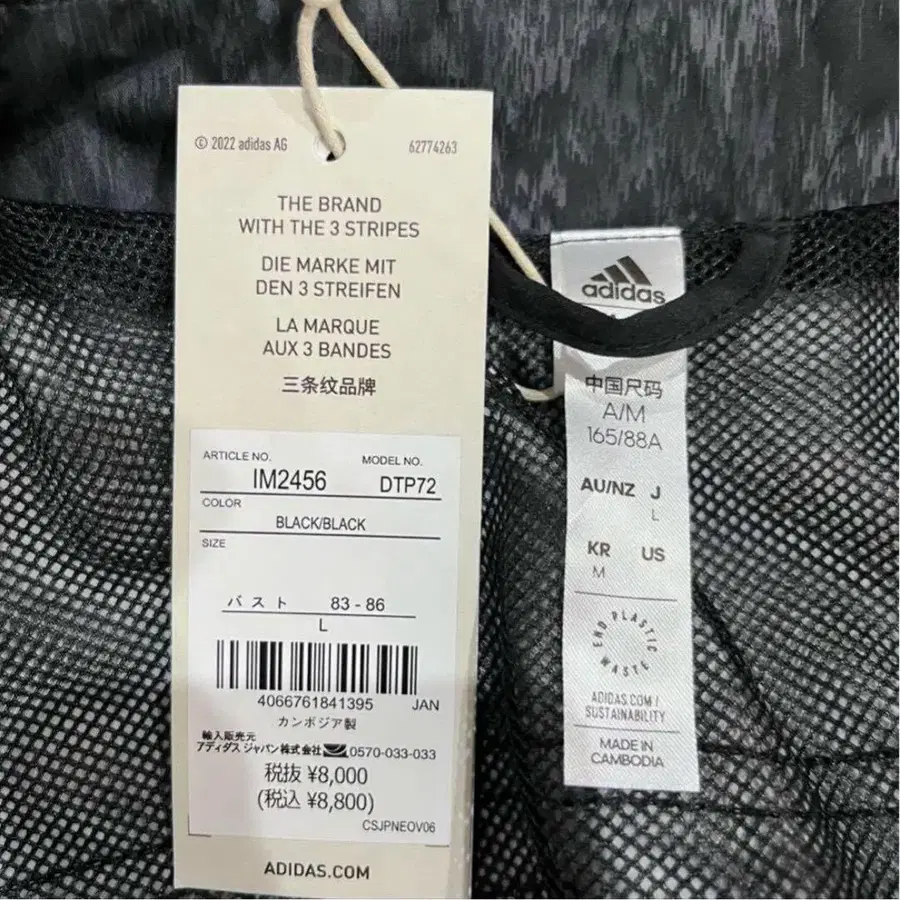 © 2022 adidas AG
62774263
THE BRAND
WITH THE 3 STRIPES
DIE MARKE MIT
DEN 3 STREIFEN
LA MARQUE
AUX 3 BANDES
三条纹品牌
ARTICLE NO.
MODEL NO.
IM2456
DTP72
COLOR
BLACK/BLACK
SIZE
バスト 83 - 86
L
4066761841395 JAN
カンボジア製
輸入販売元
アディダス ジャパン株式会社 0570-033-033
税抜 ¥8,000
(税込 ¥8,800)
CSJPNEOV06
ADIDAS.COM
adidas
中国尺码
A/M
165/88A
AU/NZ J
L
KR US
M
END PLASTIC WASTE
ADIDAS.COM /
SUSTAINABILITY
MADE IN
CAMBODIA